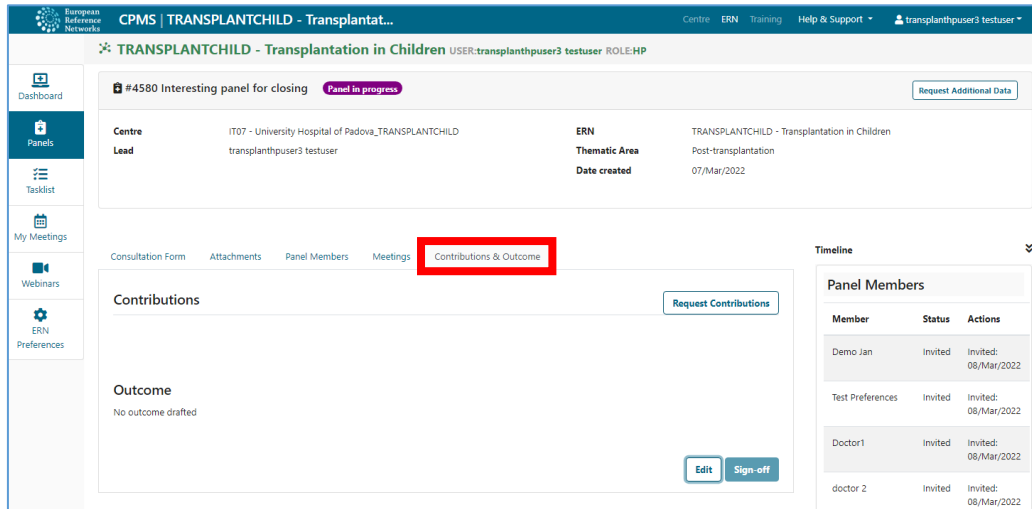 European
Reference
Networks
CPMS | TRANSPLANTCHILD - Transplantat...
Centre ERN Training Help & Support transplanthpuser3 testuser
TRANSPLANTCHILD - Transplantation in Children USER:transplanthpuser3 testuser ROLE:HP
Dashboard
Panels
Tasklist
My Meetings
Webinars
ERN
Preferences
#4580 Interesting panel for closing Panel in progress Request Additional Data
Centre IT07 - University Hospital of Padova_TRANSPLANTCHILD ERN TRANSPLANTCHILD - Transplantation in Children
Lead transplanthpuser3 testuser Thematic Area Post-transplantation
Date created 07/Mar/2022
Consultation Form Attachments Panel Members Meetings Contributions & Outcome
Contributions Request Contributions
Outcome
No outcome drafted
Edit Sign-off
Timeline
Panel Members
Member Status Actions
Demo Jan Invited Invited:
08/Mar/2022
Test Preferences Invited Invited:
08/Mar/2022
Doctor1 Invited Invited:
08/Mar/2022
doctor 2 Invited Invited:
08/Mar/2022